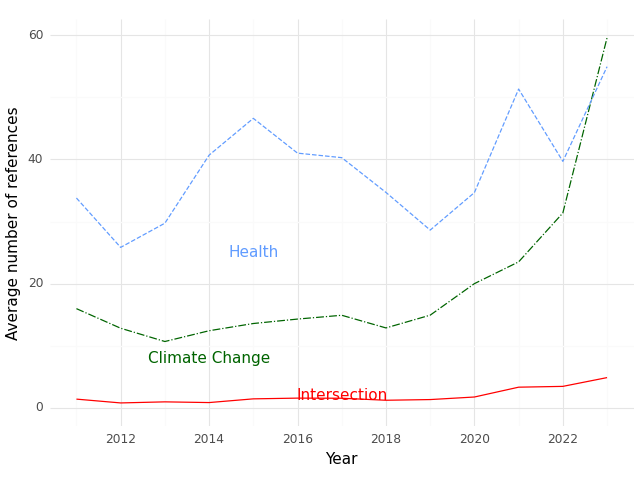 60
40
20
0
Average number of references
Health
Climate Change
Intersection
2012 2014 2016 2018 2020 2022
Year